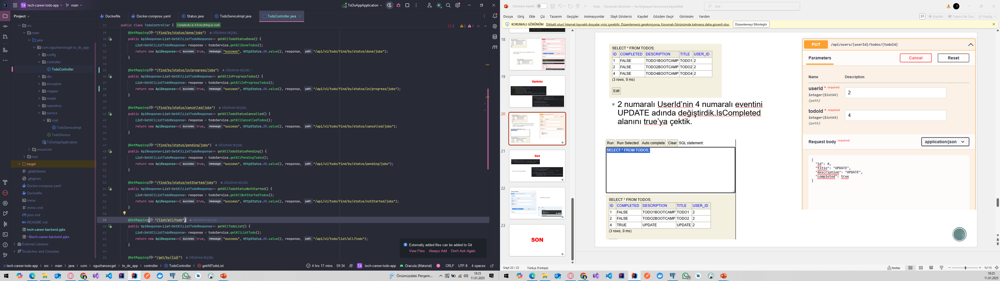 tech-career-todo-app
main
ToDoAppApplication
Project
Dockerfile
Docker-compose.yaml
Status.java
TodoServiceImpl.java
TodoController.java
src
main
java
com.oguzhansecgel.to_do_app
config
controller
TodoController
dto
exception
mapper
model
repository
service
impl
TodoServiceImpl
TodoService
ToDoAppApplication
resources
test
target
.gitattributes
.gitignore
Docker-compose.yaml
Dockerfile
mvnw
mvnw.cmd
pom.xml
README.md
tech-career-backend.pptx
~$tech-career-backend.pptx
External Libraries
Scratches and Consoles
22 public class TodoController { Complexity is 4 Everything is cool!
2 2 1
29 @GetMapping("/find/by/status/done/jobs") OĞUZHAN SEÇGEL
30 public ApiResponse<List<GetAllListTodoResponse>> getAllTodoStatusDone() {
31 List<GetAllListTodoResponse> response = todoService.getAllDoneTodos();
32 return new ApiResponse<>( success: true, message: "success", HttpStatus.OK.value(), response, path: "/api/v1/todo/find/by/status/done/jobs");
33 }
34
35 @GetMapping("/find/by/status/in/progress/jobs") OĞUZHAN SEÇGEL *
36 public ApiResponse<List<GetAllListTodoResponse>> getAllInProgressTodos() {
37 List<GetAllListTodoResponse> response = todoService.getAllInProgressTodos();
38 return new ApiResponse<>( success: true, message: "success", HttpStatus.OK.value(), response, path: "/api/v1/todo/find/by/status/in/progress/jobs");
39 }
40
41 @GetMapping("/find/by/status/cancelled/jobs") OĞUZHAN SEÇGEL
42 public ApiResponse<List<GetAllListTodoResponse>> getAllTodoStatusCancelled() {
43 List<GetAllListTodoResponse> response = todoService.getAllCancelledTodos();
44 return new ApiResponse<>( success: true, message: "success", HttpStatus.OK.value(), response, path: "/api/v1/todo/find/by/status/cancelled/jobs");
45 }
46
47 @GetMapping("/find/by/status/pending/jobs") OĞUZHAN SEÇGEL
48 public ApiResponse<List<GetAllListTodoResponse>> getAllTodoStatusPending() {
49 List<GetAllListTodoResponse> response = todoService.getAllPendingTodos();
50 return new ApiResponse<>( success: true, message: "success", HttpStatus.OK.value(), response, path: "/api/v1/todo/find/by/status/pending/jobs");
51 }
52
53 @GetMapping("/find/by/status/notStarted/jobs") OĞUZHAN SEÇGEL
54 public ApiResponse<List<GetAllListTodoResponse>> getAllTodoStatusNotStarted() {
55 List<GetAllListTodoResponse> response = todoService.getAllNotStartedTodos();
56 return new ApiResponse<>( success: true, message: "success", HttpStatus.OK.value(), response, path: "/api/v1/todo/find/by/status/notStarted/jobs");
57 }
58
59 @GetMapping("/list/all/todo") OĞUZHAN SEÇGEL
60 public ApiResponse<List<GetAllListTodoResponse>> getAllTodoList() {
61 List<GetAllListTodoResponse> response = todoService.getAllListTodo();
62 return new ApiResponse<>( success: true, message: "success", HttpStatus.OK.value(), response, path: "/api/v1/todo/list/all/todo");
63 }
64
65 @GetMapping("/get/by/{id}") OĞUZHAN SEÇGEL
Externally added files can be added to Git
View Files Always Add Don't Ask Again
tech-career-todo-app > src > main > java > com > oguzhansecgel > to_do_app > controller > TodoController > getAllTodoList
4 hrs 17 mins 59:34 TA tech-career-todo-app Dracula (Material) CRLF UTF-8 4 spaces
Önümüzdeki Perşem...
18:25
11.01.2025
Otomatik Kaydet
Todo - Korumalı Görünüm • bu bilgisayar konumuna kaydedildi
Ara
Dosya Giriş Ekle Çiz Tasarım Geçişler Animasyonlar Slayt Gösterisi Kaydet Gözden Geçir Görünüm Yardım
Kaydet Teams'de Sun Paylaş
KORUMALI GÖRÜNÜM Dikkatli olun! İnternet kaynaklı dosyalar virüs içerebilir. Düzenlemeniz gerekmiyorsa, Korumalı Görünümde kalmanız daha güvenli olur. Düzenlemeyi Etkinleştir
18
19
Update
20
21
Get
22
23
SON
SELECT * FROM TODOS;
ID COMPLETED DESCRIPTION TITLE USER_ID
1 FALSE TODO1BOOTCAMP TODO1 2
2 FALSE TODO2BOOTCAMP TODO2 2
4 FALSE TODO4BOOTCAMP TODO4 2
(3 rows, 0 ms)
Edit
2 numaralı UserId'nin 4 numaralı eventini
UPDATE adında değiştirdik.IsCompleted
alanını true'ya çektik.
Run Run Selected Auto complete Clear SQL statement:
SELECT * FROM TODOS;
SELECT * FROM TODOS;
ID COMPLETED DESCRIPTION TITLE USER_ID
1 FALSE TODO1BOOTCAMP TODO1 2
2 FALSE TODO2BOOTCAMP TODO2 2
4 TRUE UPDATE UPDATE 2
(3 rows, 0 ms)
PUT /api/users/{userId}/todos/{todoId}
Parameters
Cancel
Reset
Name Description
userId * required
integer($int64)
(path)
2
todoId * required
integer($int64)
(path)
4
Request body required
application/json
{
"id": 4,
"title": "UPDATE",
"description": "UPDATE",
"completed": true
}
Slayt 20 / 23 Türkçe (Türkiye)
Notlar
%115
18:25
11.01.2025